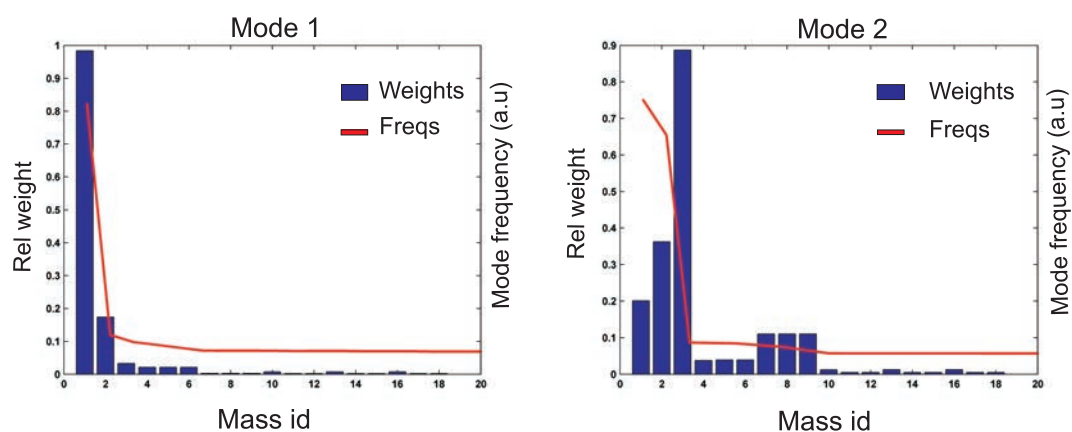 Mode 1
1
0.9
0.8
0.7
0.6
0.5
0.4
0.3
0.2
0.1
0
0 2 4 6 8 10 12 14 16 18 20
Rel weight
Mass id
Mode frequency (a.u)
Weights
Freqs
Mode 2
0.9
0.8
0.7
0.6
0.5
0.4
0.3
0.2
0.1
0
0 2 4 6 8 10 12 14 16 18 20
Rel weight
Mass id
Mode frequency (a.u)
Weights
Freqs